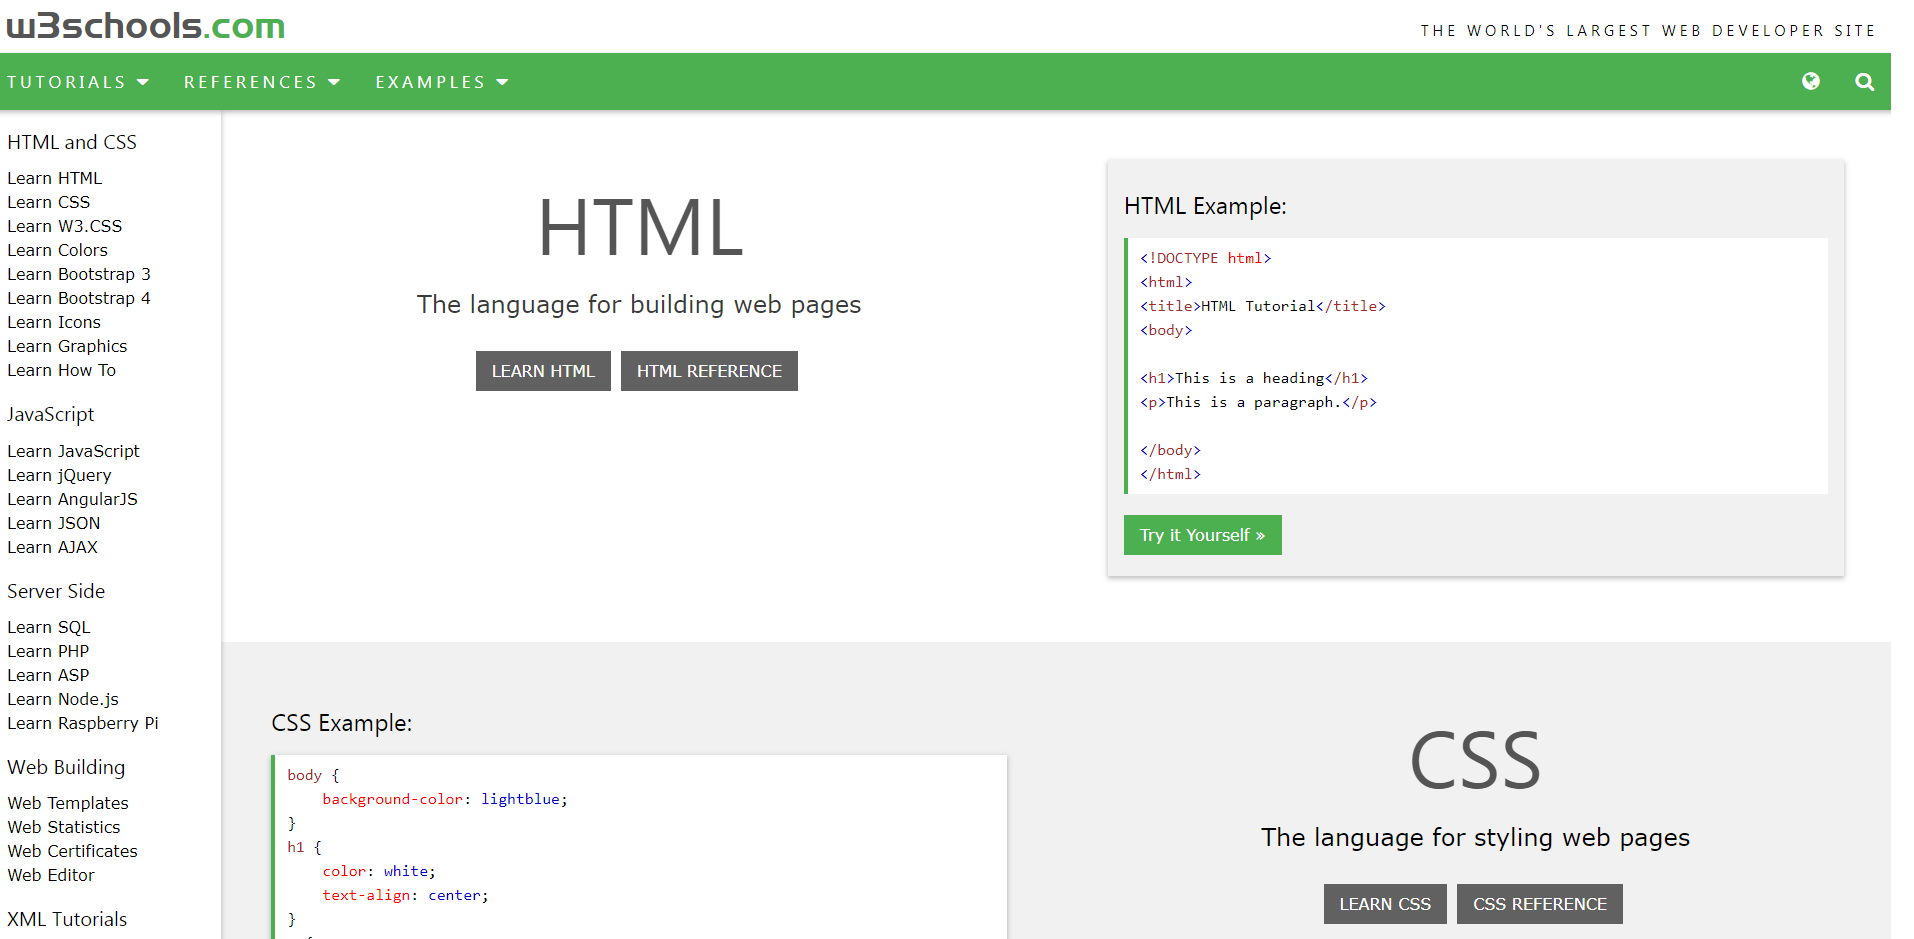 w3schools.com
THE WORLD'S LARGEST WEB DEVELOPER SITE
TUTORIALS REFERENCES EXAMPLES
HTML and CSS
Learn HTML
Learn CSS
Learn W3.CSS
Learn Colors
Learn Bootstrap 3
Learn Bootstrap 4
Learn Icons
Learn Graphics
Learn How To
JavaScript
Learn JavaScript
Learn jQuery
Learn AngularJS
Learn JSON
Learn AJAX
Server Side
Learn SQL
Learn PHP
Learn ASP
Learn Node.js
Learn Raspberry Pi
Web Building
Web Templates
Web Statistics
Web Certificates
Web Editor
XML Tutorials
HTML
The language for building web pages
LEARN HTML HTML REFERENCE
HTML Example:
<!DOCTYPE html>
<html>
<title>HTML Tutorial</title>
<body>
<h1>This is a heading</h1>
<p>This is a paragraph.</p>
</body>
</html>
Try it Yourself »
CSS Example:
body {
background-color: lightblue;
}
h1 {
color: white;
text-align: center;
}
CSS
The language for styling web pages
LEARN CSS CSS REFERENCE